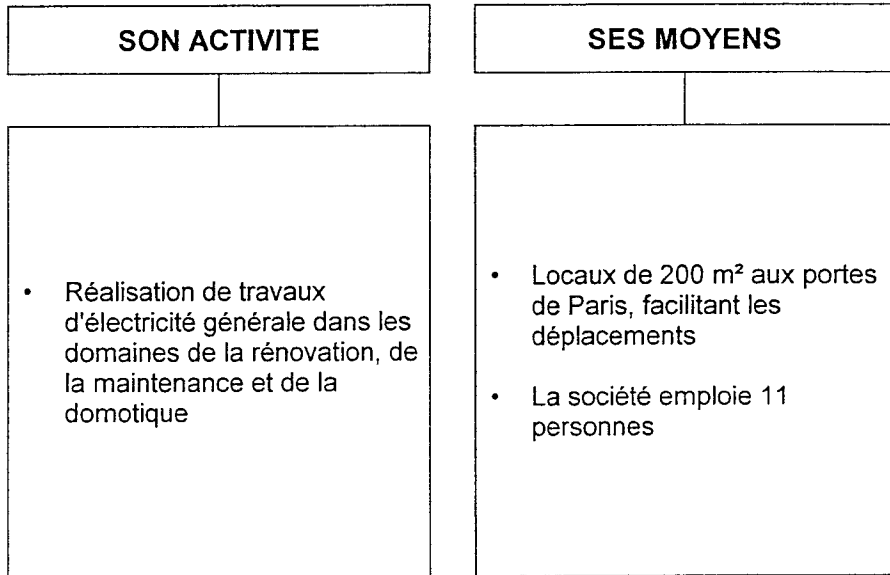 SON ACTIVITE
• Réalisation de travaux
d'électricité générale dans les
domaines de la rénovation, de
la maintenance et de la
domotique
SES MOYENS
• Locaux de 200 m² aux portes
de Paris, facilitant les
déplacements
• La société emploie 11
personnes